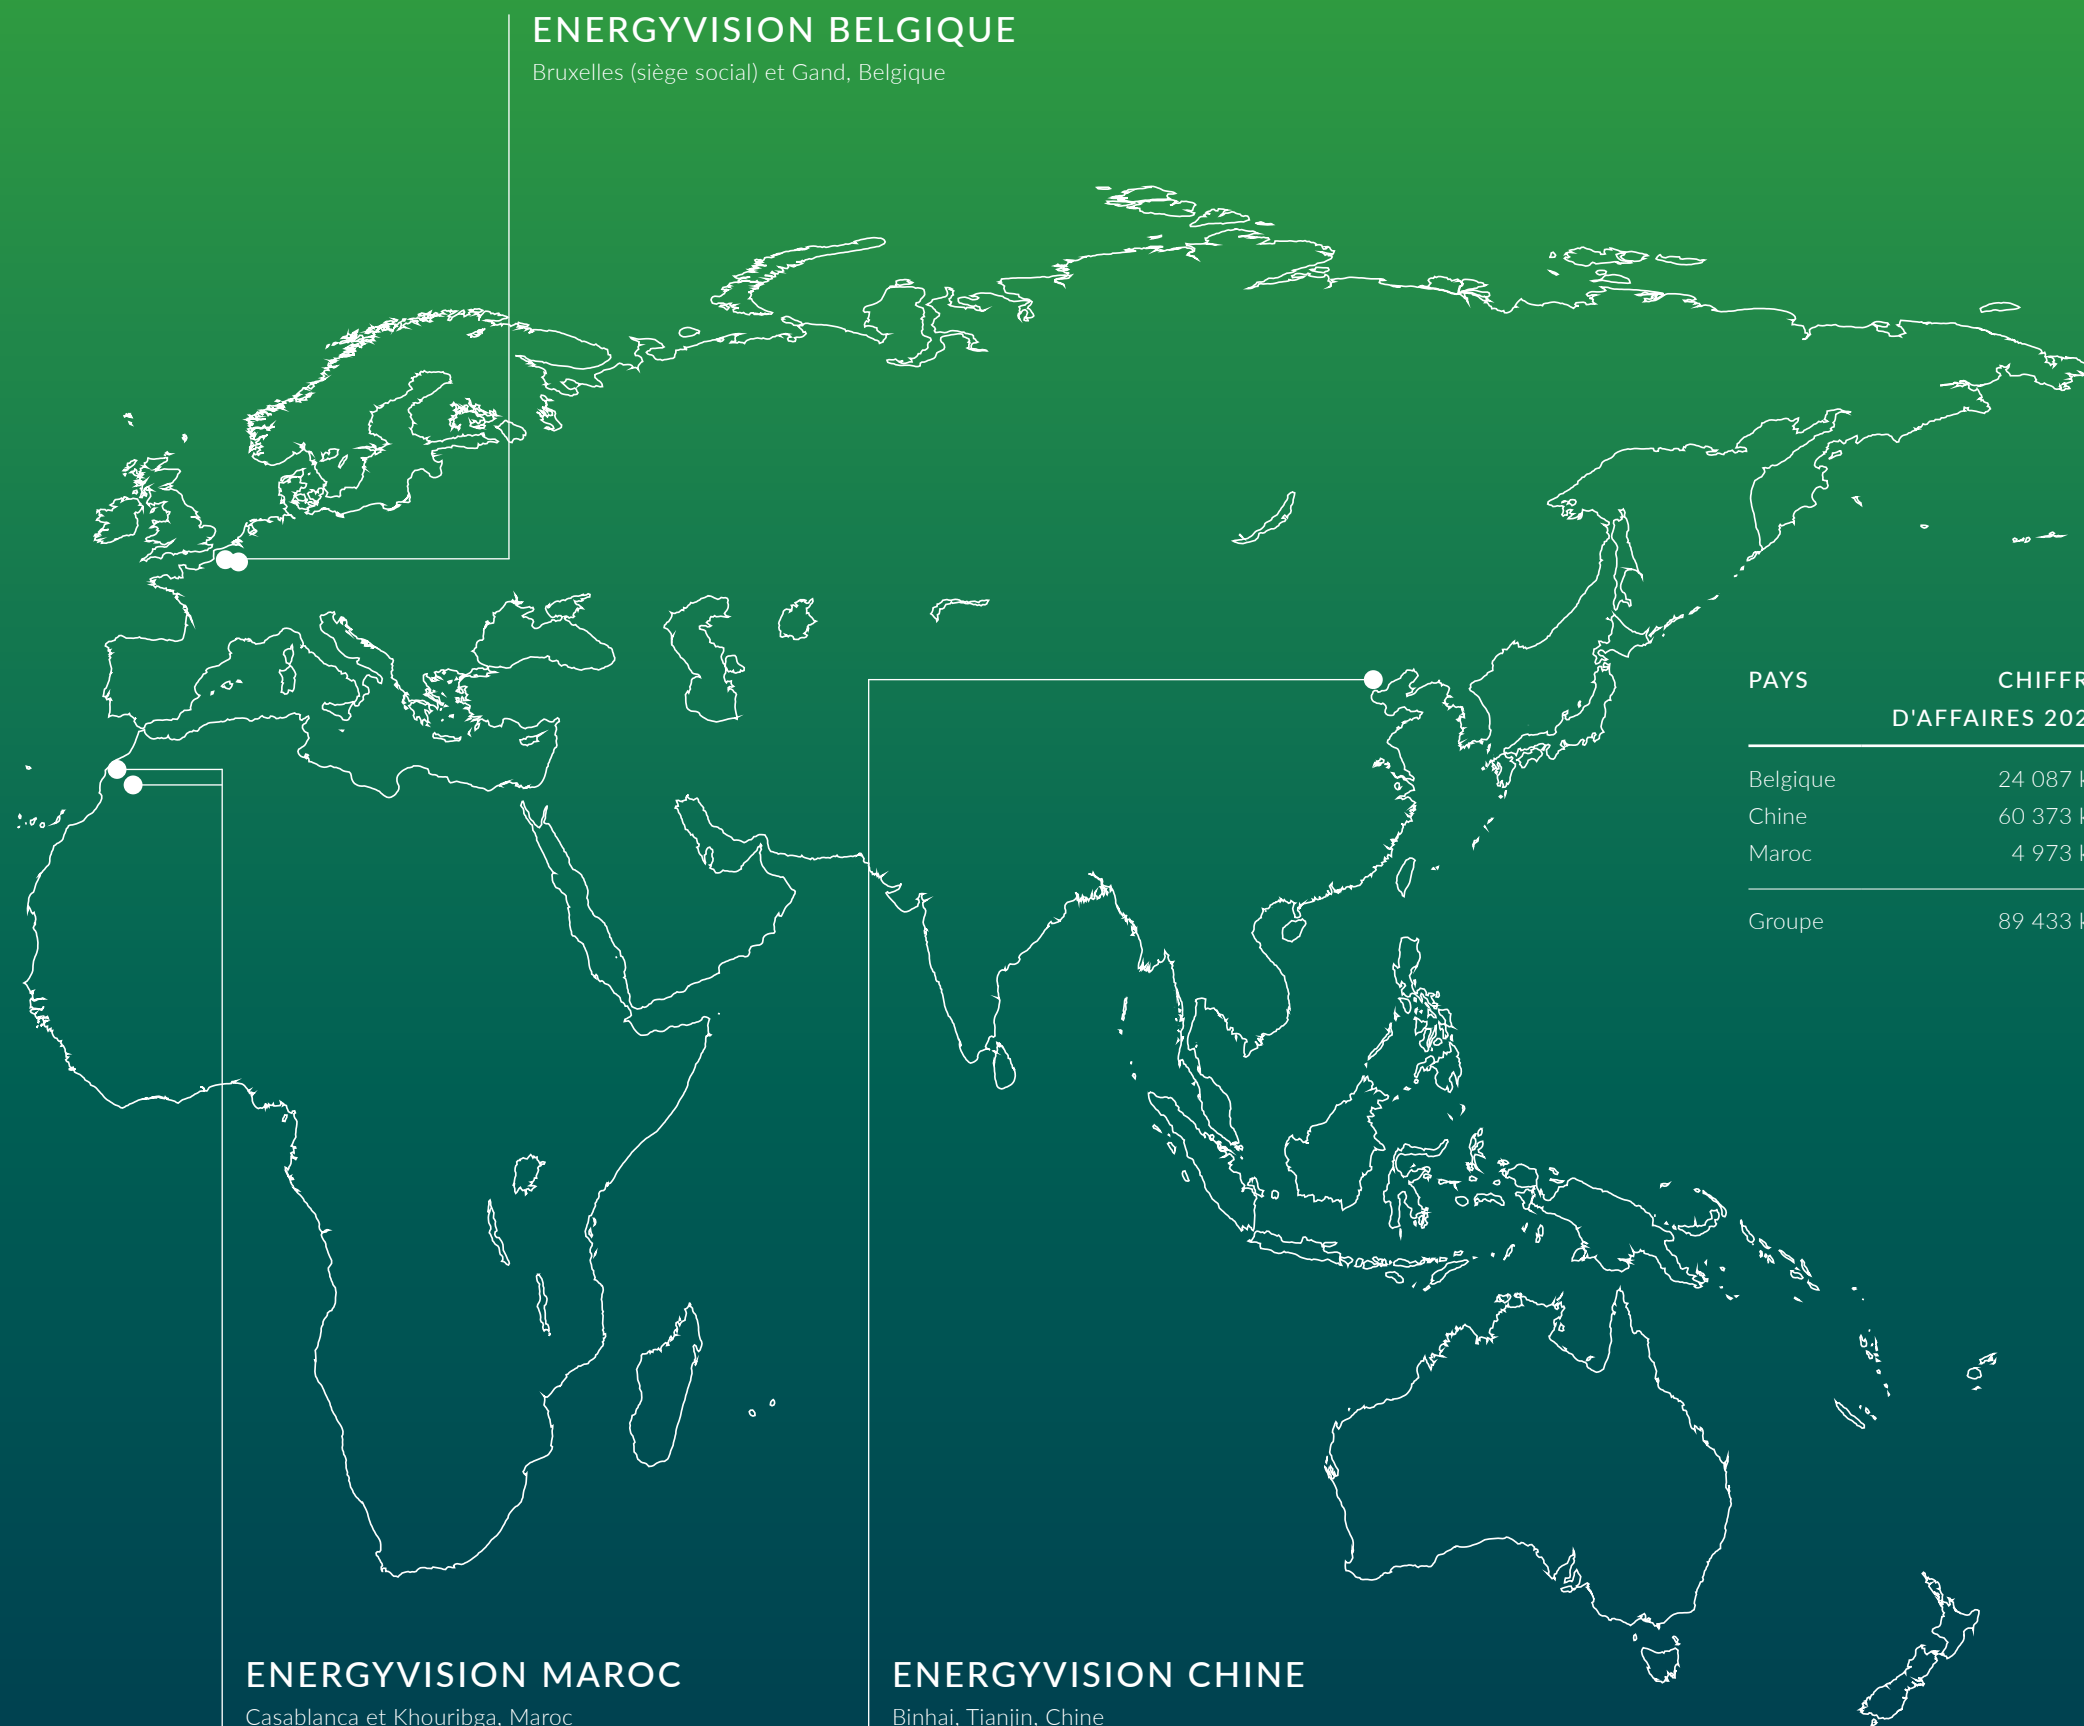 ENERGYVISION BELGIQUE
Bruxelles (siège social) et Gand, Belgique
PAYS CHIFFR
D'AFFAIRES 202
Belgique 24 087 k
Chine 60 373 k
Maroc 4 973 k
Groupe 89 433 k
ENERGYVISION MAROC
Casablanca et Khouribga, Maroc
ENERGYVISION CHINE
Binhai, Tianjin, Chine